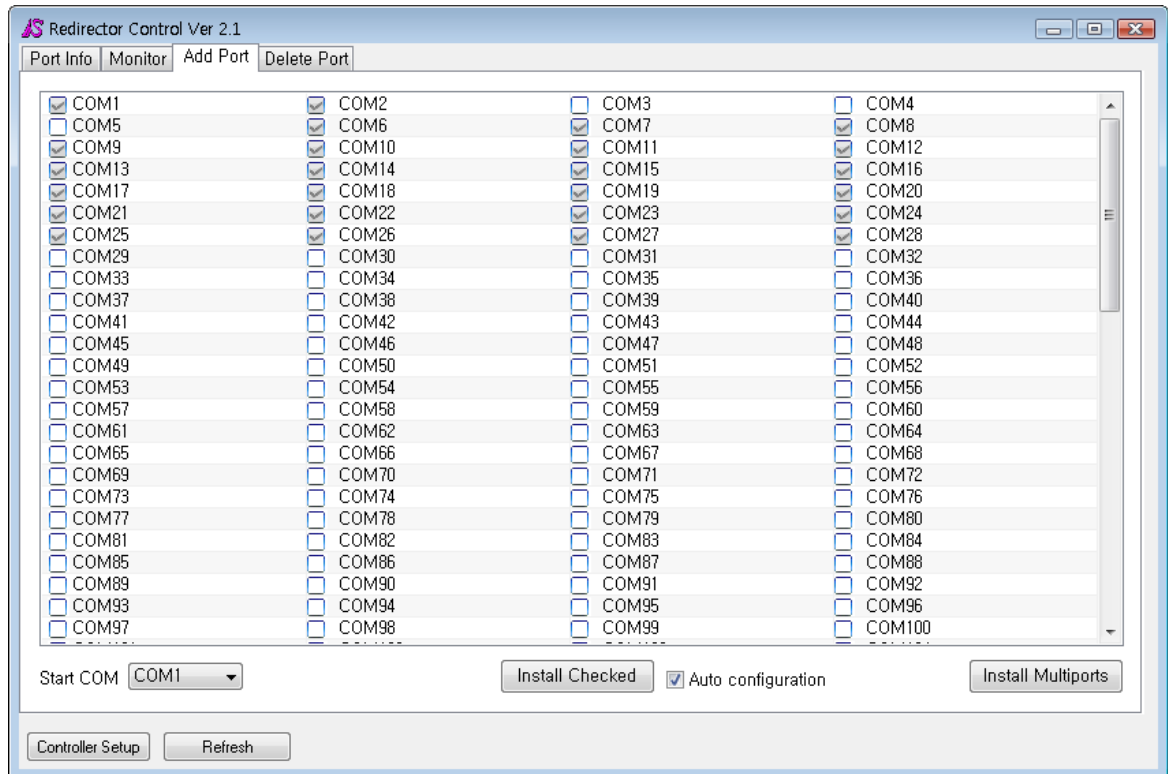 Redirector Control Ver 2.1
Port Info Monitor Add Port Delete Port
COM1 COM2 COM3 COM4
COM5 COM6 COM7 COM8
COM9 COM10 COM11 COM12
COM13 COM14 COM15 COM16
COM17 COM18 COM19 COM20
COM21 COM22 COM23 COM24
COM25 COM26 COM27 COM28
COM29 COM30 COM31 COM32
COM33 COM34 COM35 COM36
COM37 COM38 COM39 COM40
COM41 COM42 COM43 COM44
COM45 COM46 COM47 COM48
COM49 COM50 COM51 COM52
COM53 COM54 COM55 COM56
COM57 COM58 COM59 COM60
COM61 COM62 COM63 COM64
COM65 COM66 COM67 COM68
COM69 COM70 COM71 COM72
COM73 COM74 COM75 COM76
COM77 COM78 COM79 COM80
COM81 COM82 COM83 COM84
COM85 COM86 COM87 COM88
COM89 COM90 COM91 COM92
COM93 COM94 COM95 COM96
COM97 COM98 COM99 COM100
Start COM COM1 Install Checked Auto configuration Install Multiports
Controller Setup Refresh